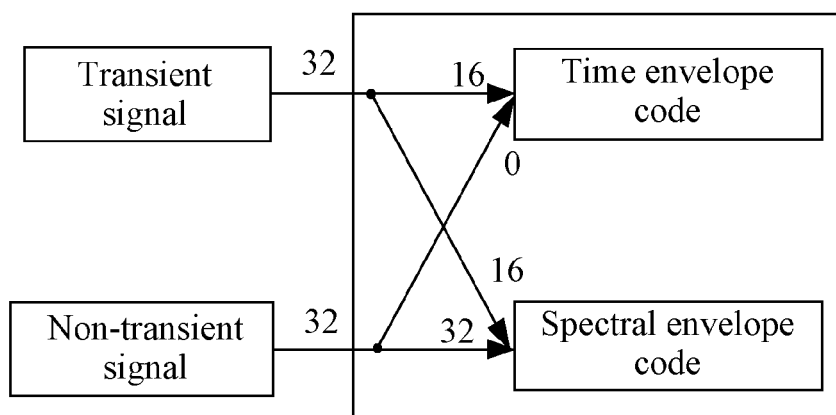 Transient
signal
32
16
Time envelope
code
0
16
Non-transient
signal
32
32
Spectral envelope
code